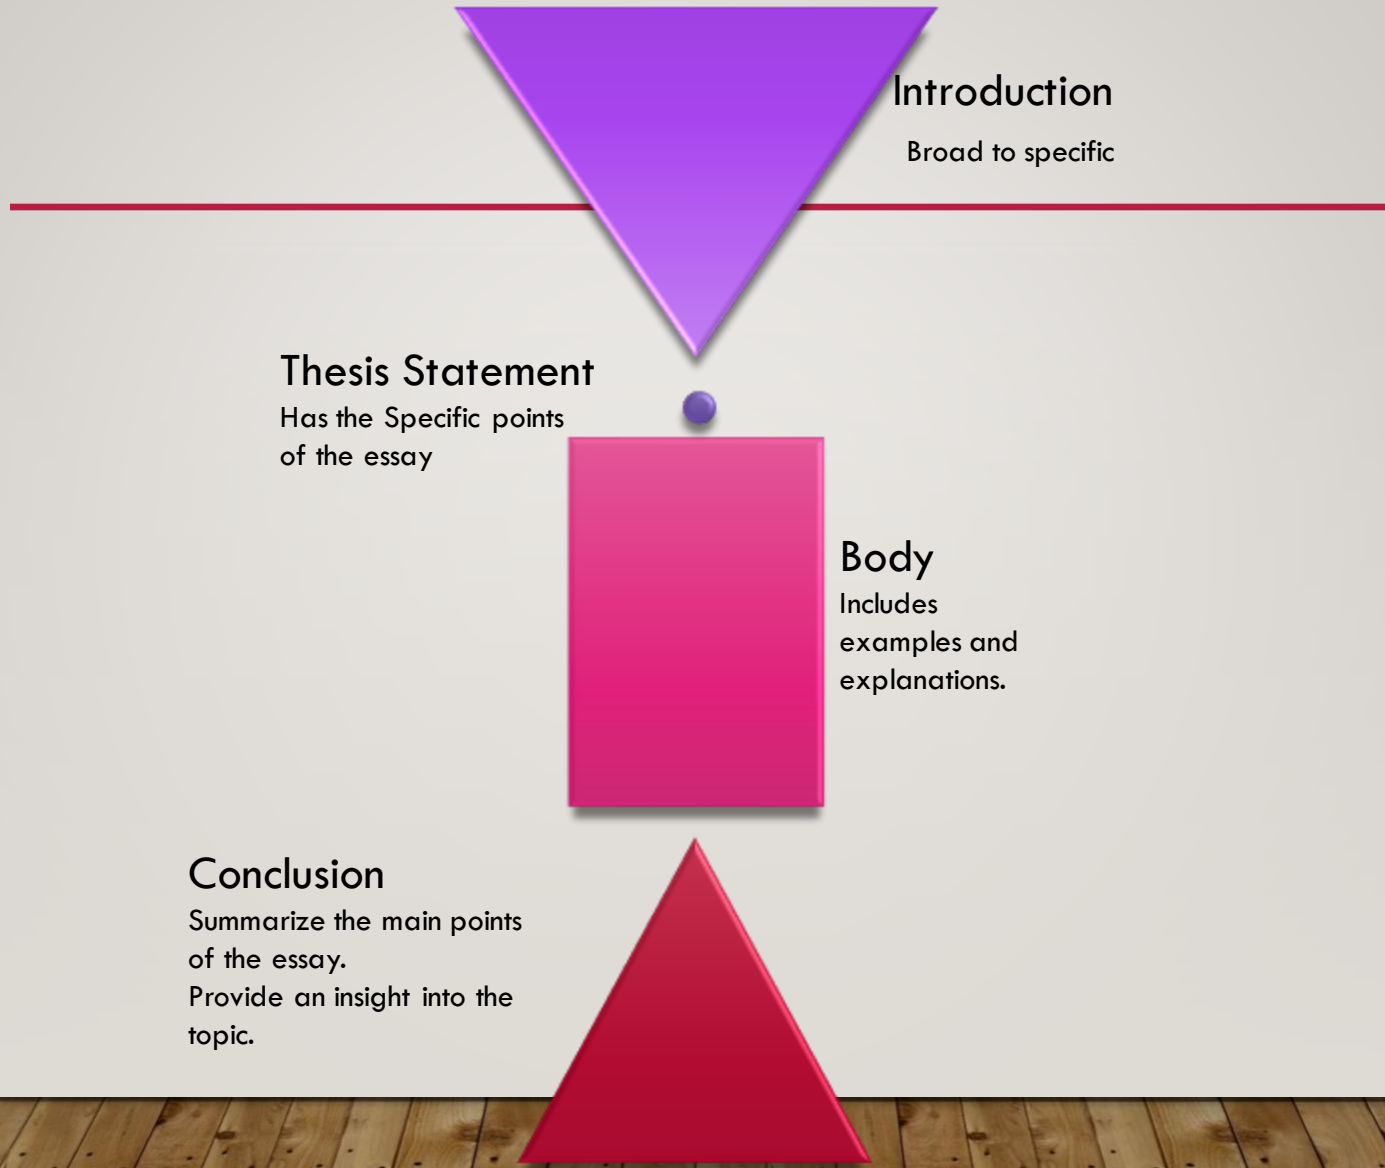 Introduction
Broad to specific
Thesis Statement
Has the Specific points
of the essay
Body
Includes
examples and
explanations.
Conclusion
Summarize the main points
of the essay.
Provide an insight into the
topic.